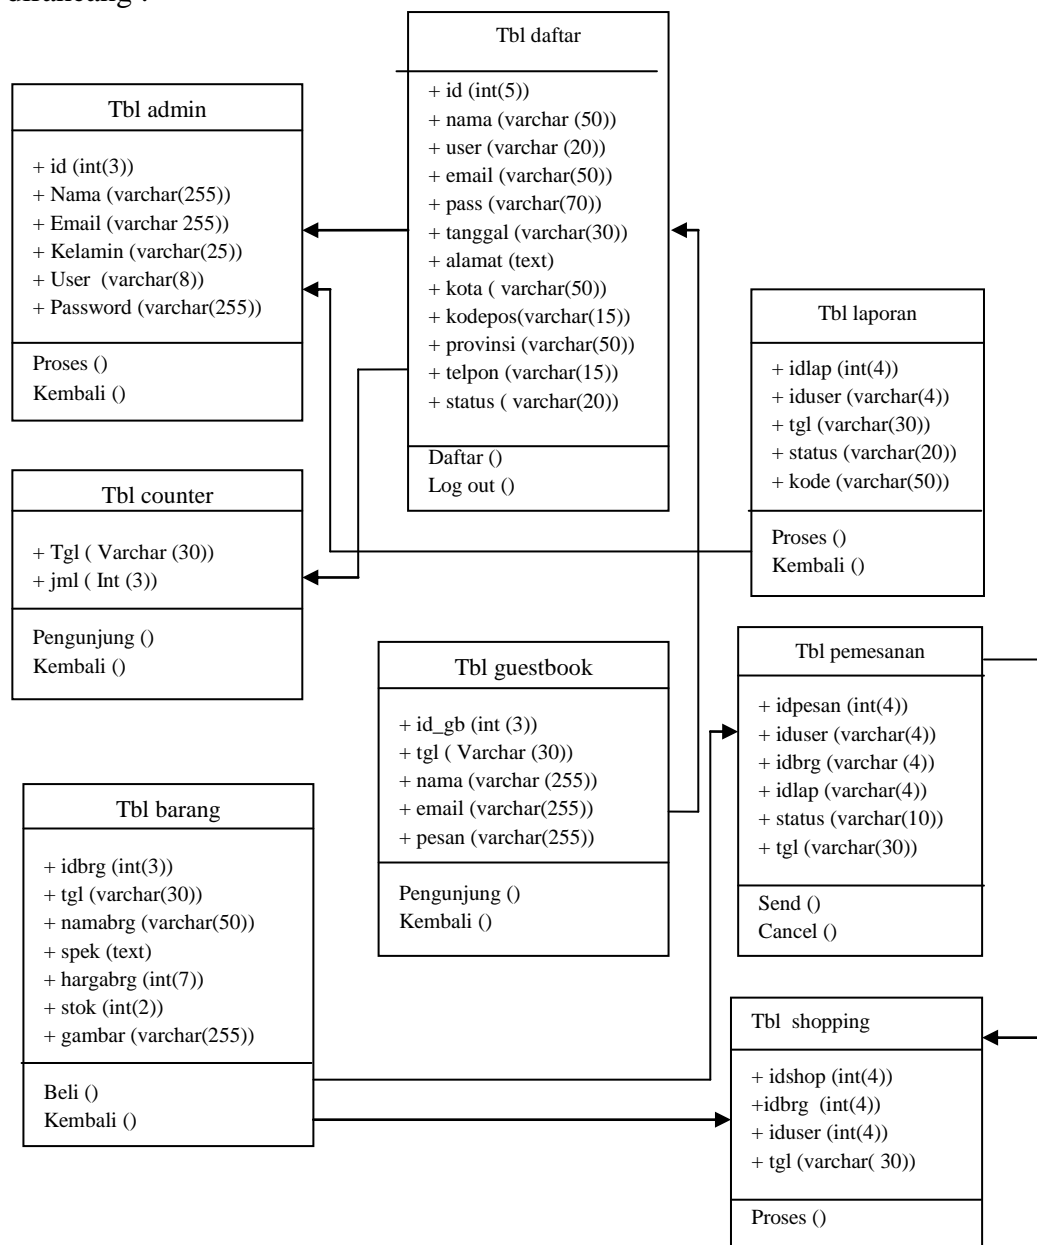 Tbl daftar
+ id (int(5))
+ nama (varchar (50))
+ user (varchar (20))
+ email (varchar(50))
+ pass (varchar(70))
+ tanggal (varchar(30))
+ alamat (text)
+ kota ( varchar(50))
+ kodepos(varchar(15))
+ provinsi (varchar(50))
+ telpon (varchar(15))
+ status ( varchar(20))
Daftar ()
Log out ()
Tbl admin
+ id (int(3))
+ Nama (varchar(255))
+ Email (varchar 255))
+ Kelamin (varchar(25))
+ User  (varchar(8))
+ Password (varchar(255))
Proses ()
Kembali ()
Tbl laporan
+ idlap (int(4))
+ iduser (varchar(4))
+ tgl (varchar(30))
+ status (varchar(20))
+ kode (varchar(50))
Proses ()
Kembali ()
Tbl counter
+ Tgl ( Varchar (30))
+ jml ( Int (3))
Pengunjung ()
Kembali ()
Tbl guestbook
+ id_gb (int (3))
+ tgl ( Varchar (30))
+ nama (varchar (255))
+ email (varchar(255))
+ pesan (varchar(255))
Pengunjung ()
Kembali ()
Tbl pemesanan
+ idpesan (int(4))
+ iduser (varchar(4))
+ idbrg (varchar (4))
+ idlap (varchar(4))
+ status (varchar(10))
+ tgl (varchar(30))
Send ()
Cancel ()
Tbl barang
+ idbrg (int(3))
+ tgl (varchar(30))
+ namabrg (varchar(50))
+ spek (text)
+ hargabrg (int(7))
+ stok (int(2))
+ gambar (varchar(255))
Beli ()
Kembali ()
Tbl  shopping
+ idshop (int(4))
+idbrg  (int(4))
+ iduser (int(4))
+ tgl (varchar( 30))
Proses ()